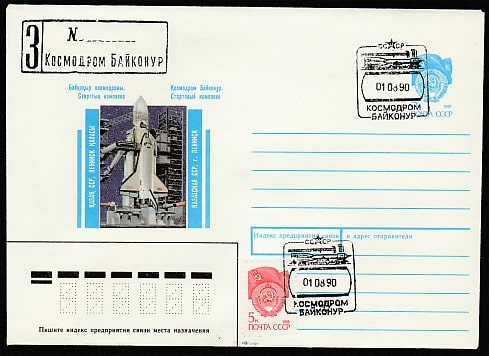 З
N.
Космодром Байконур
Байқоңыр космодромы.
Старттық комплекс
Космодром Байконур.
Стартовый комплекс
ҚАЗАҚ ССР, ЛЕНИНСК ҚАЛАСЫ
КАЗАХСКАЯ ССР, г. ЛЕНИНСК
СССР
01 08 90
КОСМОДРОМ
БАЙКОНУР
ПОЧТА СССР
Индекс предприятия связи и адрес отправителя
СССР
01 08 90
КОСМОДРОМ
БАЙКОНУР
5к
ПОЧТА СССР
Пишите индекс предприятия связи места назначения